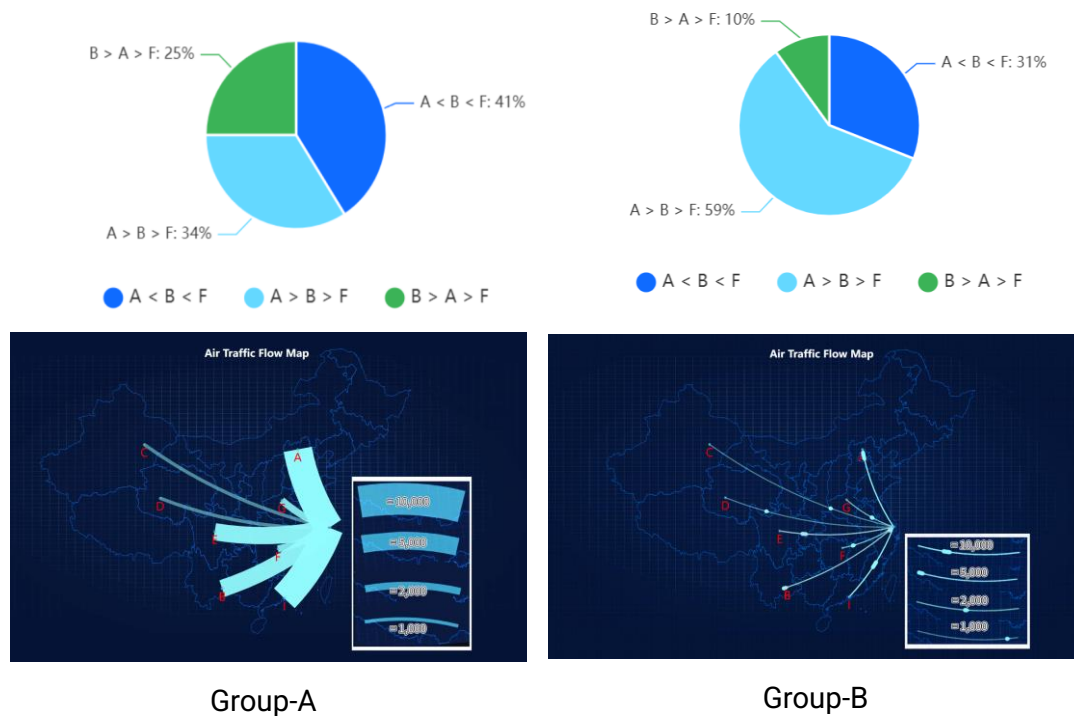 B > A > F: 25%
A < B < F: 41%
A > B > F: 34%
A < B < F
A > B > F
B > A > F
B > A > F: 10%
A < B < F: 31%
A > B > F: 59%
A < B < F
A > B > F
B > A > F
Air Traffic Flow Map
C
A
D
G
E
F
B
I
=10,000
=5,000
=2,000
=1,000
Air Traffic Flow Map
C
D
G
E
F
B
I
=10,000
=5,000
=2,000
=1,000
Group-A
Group-B